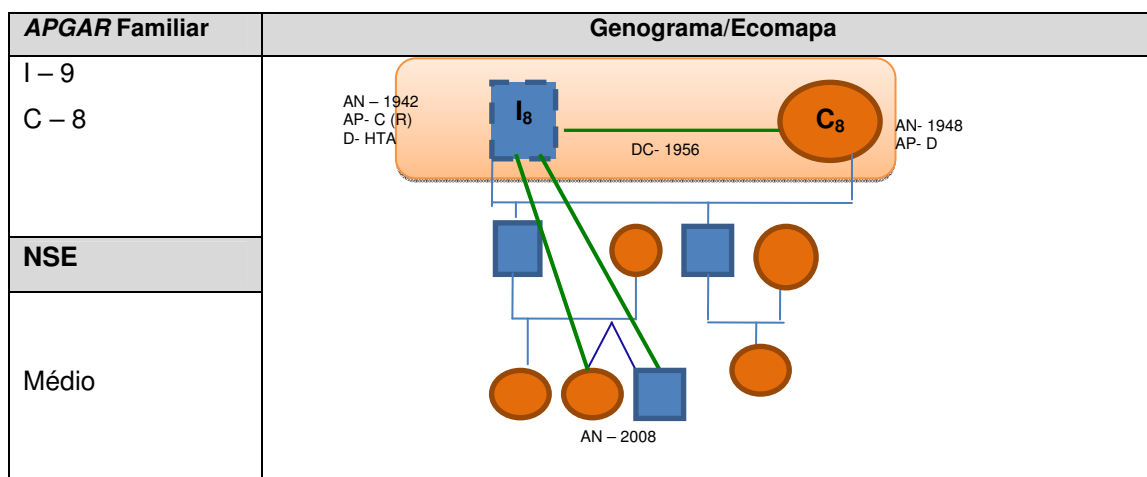 APGAR Familiar
Genograma/Ecomapa
I – 9
C – 8
NSE
Médio
AN – 1942
AP- C (R)
D- HTA
I8
DC- 1956
C8
AN- 1948
AP- D
AN – 2008